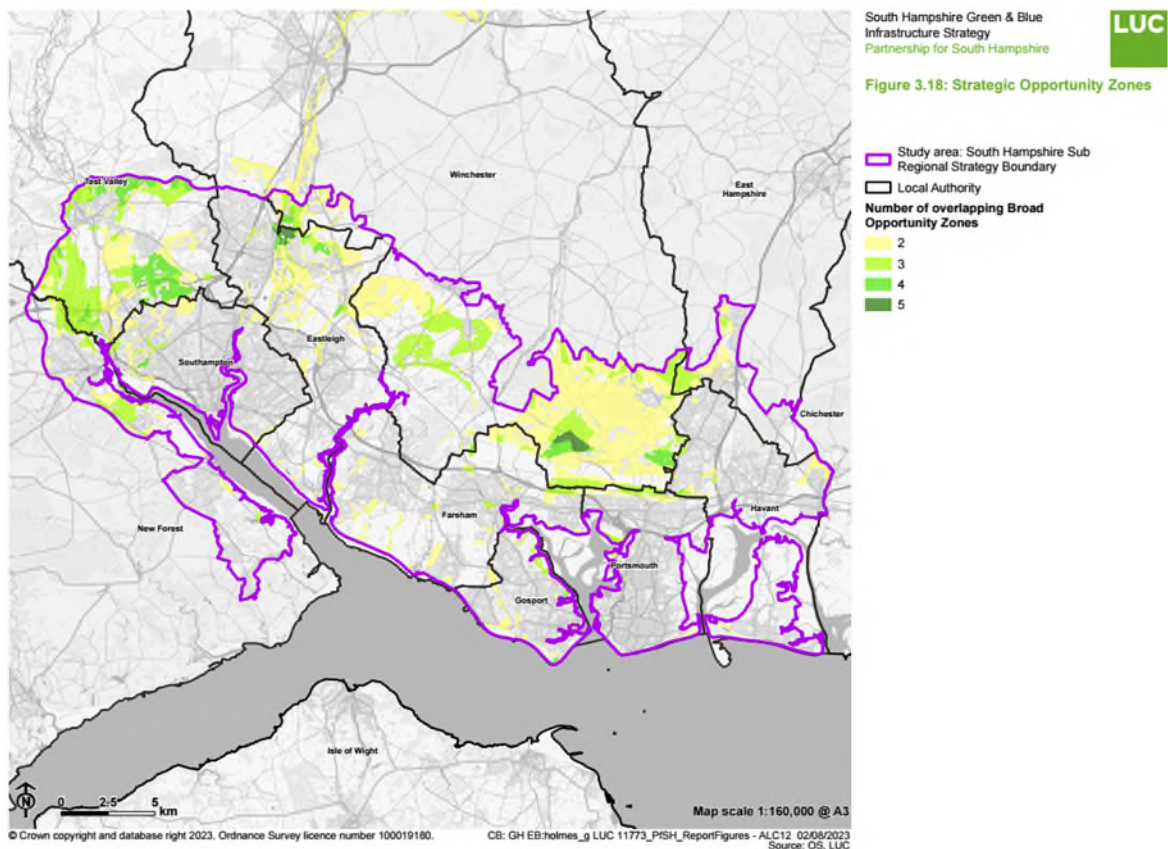 South Hampshire Green & Blue
Infrastructure Strategy
Partnership for South Hampshire
LUC
Figure 3.18: Strategic Opportunity Zones
Study area: South Hampshire Sub
Regional Strategy Boundary
Local Authority
Number of overlapping Broad
Opportunity Zones
2
3
4
5
Test Valley
Winchester
East
Hampshire
Eastleigh
Southampton
Chichester
New Forest
Fareham
Havant
Portsmouth
Gosport
Isle of Wight
N
0 2.5 5
km
Map scale 1:160,000 @ A3
© Crown copyright and database right 2023. Ordnance Survey licence number 100019180.
CB: GH EB:holmes_g LUC 11773_PfSH_ReportFigures - ALC12 02/08/2023
Source: OS, LUC